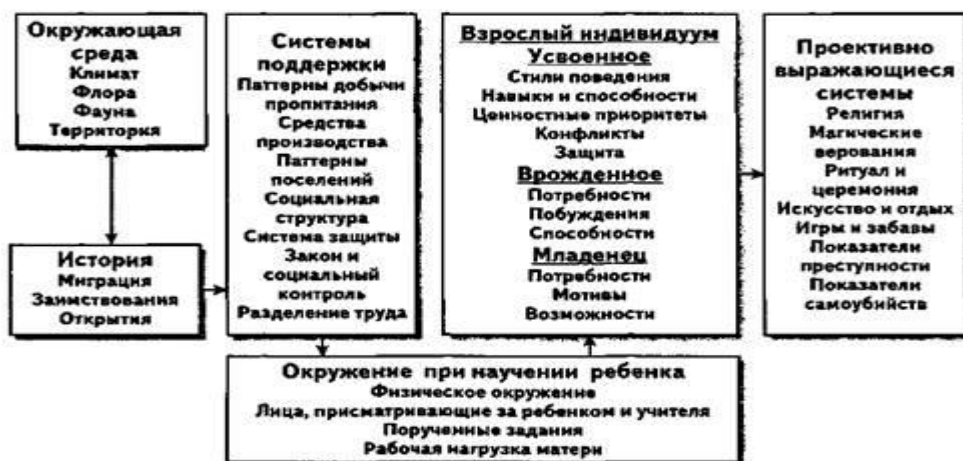 Окружающая
среда
Климат
Флора
Фауна
Территория
История
Миграция
Заимствования
Открытия
Системы
поддержки
Паттерны добычи
пропитания
Средства
производства
Паттерны
поселений
Социальная
структура
Система защиты
Закон и
социальный
контроль
Разделение труда
Взрослый индивидуум
Усвоенное
Стили поведения
Навыки и способности
Ценностные приоритеты
Конфликты
Защита
Врожденное
Потребности
Побуждения
Способности
Младенец
Потребности
Мотивы
Возможности
Проективно
выражающиеся
системы
Религия
Магические
верования
Ритуал и
церемония
Искусство и отдых
Игры и забавы
Показатели
преступности
Показатели
самоубийств
Окружение при научении ребенка
Физическое окружение
Лица, присматривающие за ребенком и учителя
Порученные задания
Рабочая нагрузка матери